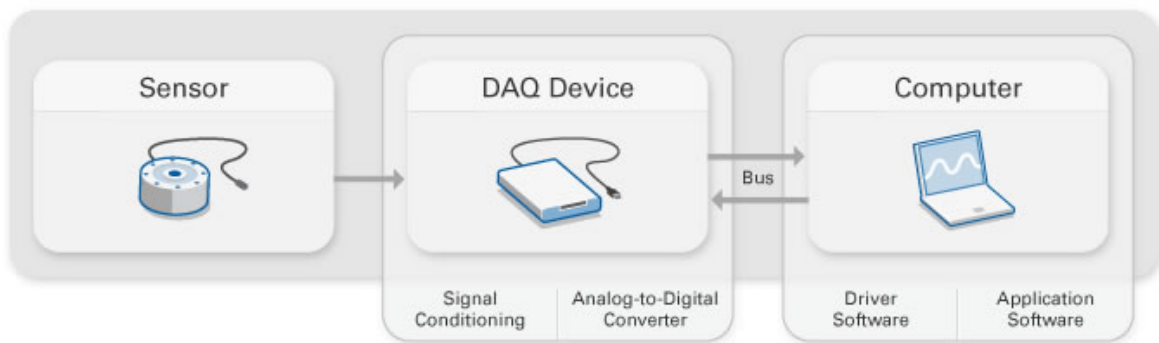 Sensor
DAQ Device
Computer
Bus
Signal
Conditioning
Analog-to-Digital
Converter
Driver
Software
Application
Software